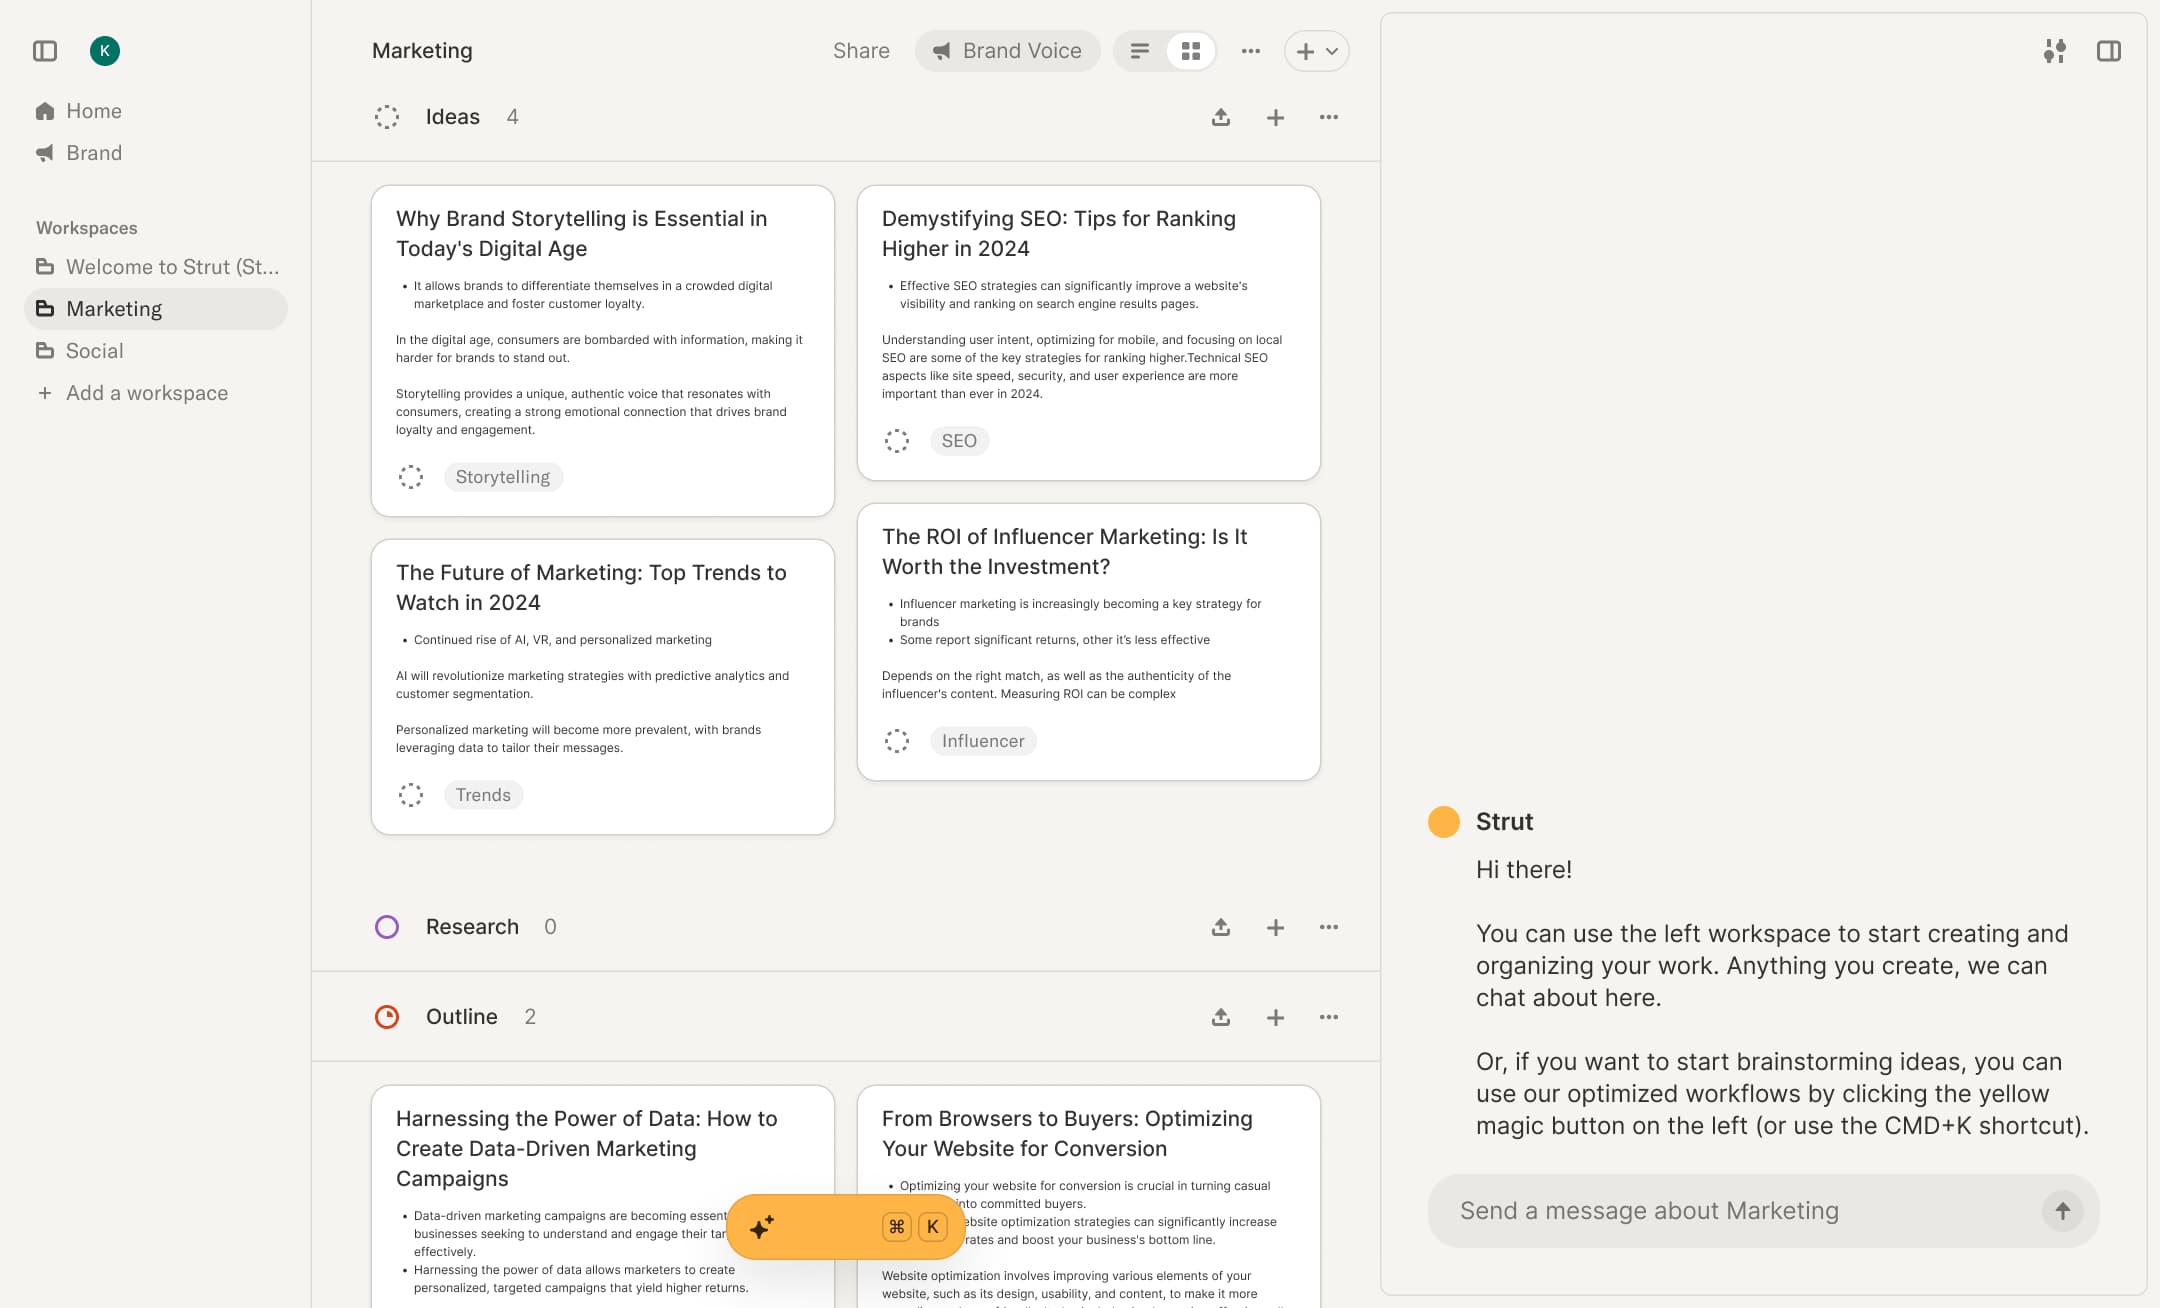 K
Home
Brand
Workspaces
Welcome to Strut (St...
Marketing
Social
+ Add a workspace
Marketing
Share
Brand Voice
Ideas 4
Why Brand Storytelling is Essential in
Today's Digital Age
• It allows brands to differentiate themselves in a crowded digital
marketplace and foster customer loyalty.
In the digital age, consumers are bombarded with information, making it
harder for brands to stand out.
Storytelling provides a unique, authentic voice that resonates with
consumers, creating a strong emotional connection that drives brand
loyalty and engagement.
Storytelling
Demystifying SEO: Tips for Ranking
Higher in 2024
• Effective SEO strategies can significantly improve a website's
visibility and ranking on search engine results pages.
Understanding user intent, optimizing for mobile, and focusing on local
SEO are some of the key strategies for ranking higher.Technical SEO
aspects like site speed, security, and user experience are more
important than ever in 2024.
SEO
The Future of Marketing: Top Trends to
Watch in 2024
• Continued rise of AI, VR, and personalized marketing
AI will revolutionize marketing strategies with predictive analytics and
customer segmentation.
Personalized marketing will become more prevalent, with brands
leveraging data to tailor their messages.
Trends
The ROI of Influencer Marketing: Is It
Worth the Investment?
• Influencer marketing is increasingly becoming a key strategy for
brands
• Some report significant returns, other it’s less effective
Depends on the right match, as well as the authenticity of the
influencer's content. Measuring ROI can be complex
Influencer
Research 0
Outline 2
Harnessing the Power of Data: How to
Create Data-Driven Marketing
Campaigns
• Data-driven marketing campaigns are becoming
businesses seeking to understand and engage their
effectively.
• Harnessing the power of data allows marketers to create
personalized, targeted campaigns that yield higher returns.
From Browsers to Buyers: Optimizing
Your Website for Conversion
• Optimizing your website for conversion is crucial in turning casual
into committed buyers.
website optimization strategies can significantly increase
rates and boost your business's bottom line.
Website optimization involves improving various elements of your
website, such as its design, usability, and content, to make it more
⌘ K
Strut
Hi there!
You can use the left workspace to start creating and
organizing your work. Anything you create, we can
chat about here.
Or, if you want to start brainstorming ideas, you can
use our optimized workflows by clicking the yellow
magic button on the left (or use the CMD+K shortcut).
Send a message about Marketing